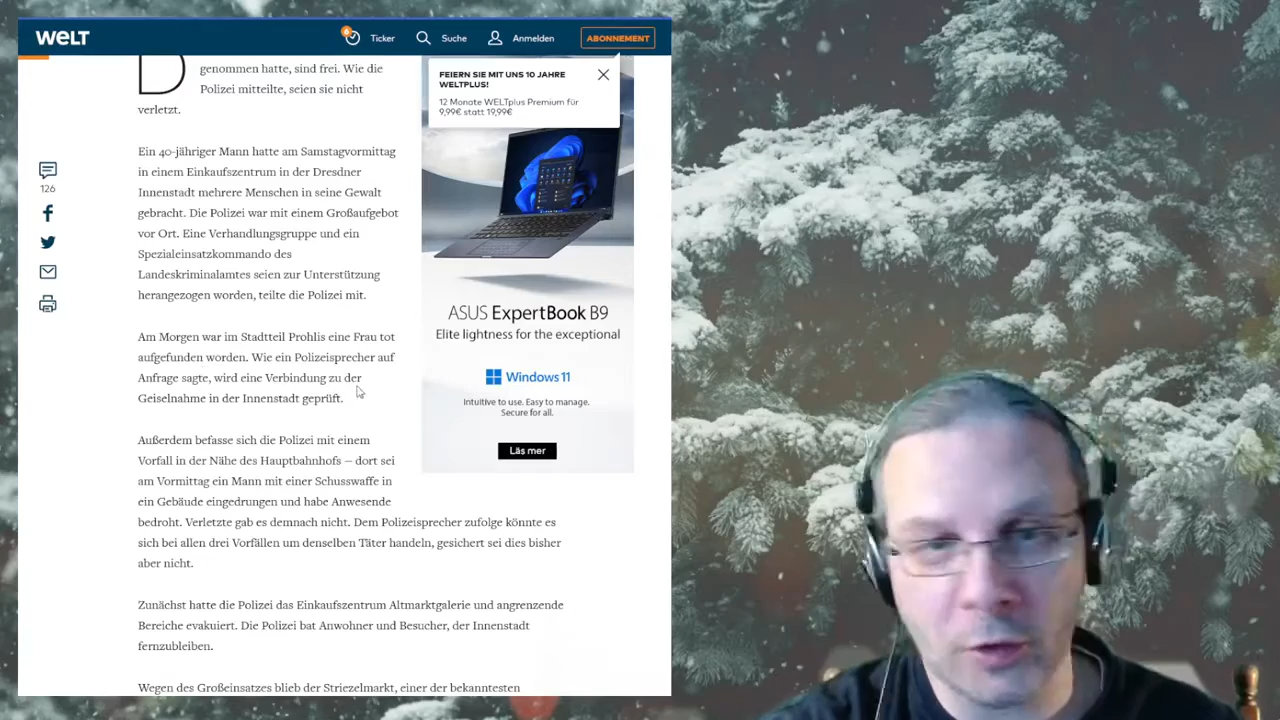 WELT
6
Ticker
Suche
Anmelden
ABONNEMENT
FEIERN SIE MIT UNS 10 JAHRE
WELTPLUS!
12 Monate WELTplus Premium für
9,99€ statt 19,99€
D
genommen hatte, sind frei. Wie die
Polizei mitteilte, seien sie nicht
verletzt.
126
Ein 40-jähriger Mann hatte am Samstagvormittag
in einem Einkaufszentrum in der Dresdner
Innenstadt mehrere Menschen in seine Gewalt
gebracht. Die Polizei war mit einem Großaufgebot
vor Ort. Eine Verhandlungsgruppe und ein
Spezialeinsatzkommando des
Landeskriminalamtes seien zur Unterstützung
herangezogen worden, teilte die Polizei mit.
Am Morgen war im Stadtteil Prohlis eine Frau tot
aufgefunden worden. Wie ein Polizeisprecher auf
Anfrage sagte, wird eine Verbindung zu der
Geiselnahme in der Innenstadt geprüft.
Außerdem befasse sich die Polizei mit einem
Vorfall in der Nähe des Hauptbahnhofs – dort sei
am Vormittag ein Mann mit einer Schusswaffe in
ein Gebäude eingedrungen und habe Anwesende
bedroht. Verletzte gab es demnach nicht. Dem Polizeisprecher zufolge könnte es
sich bei allen drei Vorfällen um denselben Täter handeln, gesichert sei dies bisher
aber nicht.
Zunächst hatte die Polizei das Einkaufszentrum Altmarktgalerie und angrenzende
Bereiche evakuiert. Die Polizei bat Anwohner und Besucher, der Innenstadt
fernzubleiben.
Wegen des Großeinsatzes blieb der Striezelmarkt, einer der bekanntesten
ASUS ExpertBook B9
Elite lightness for the exceptional
Windows 11
Intuitive to use. Easy to manage.
Secure for all.
Läs mer